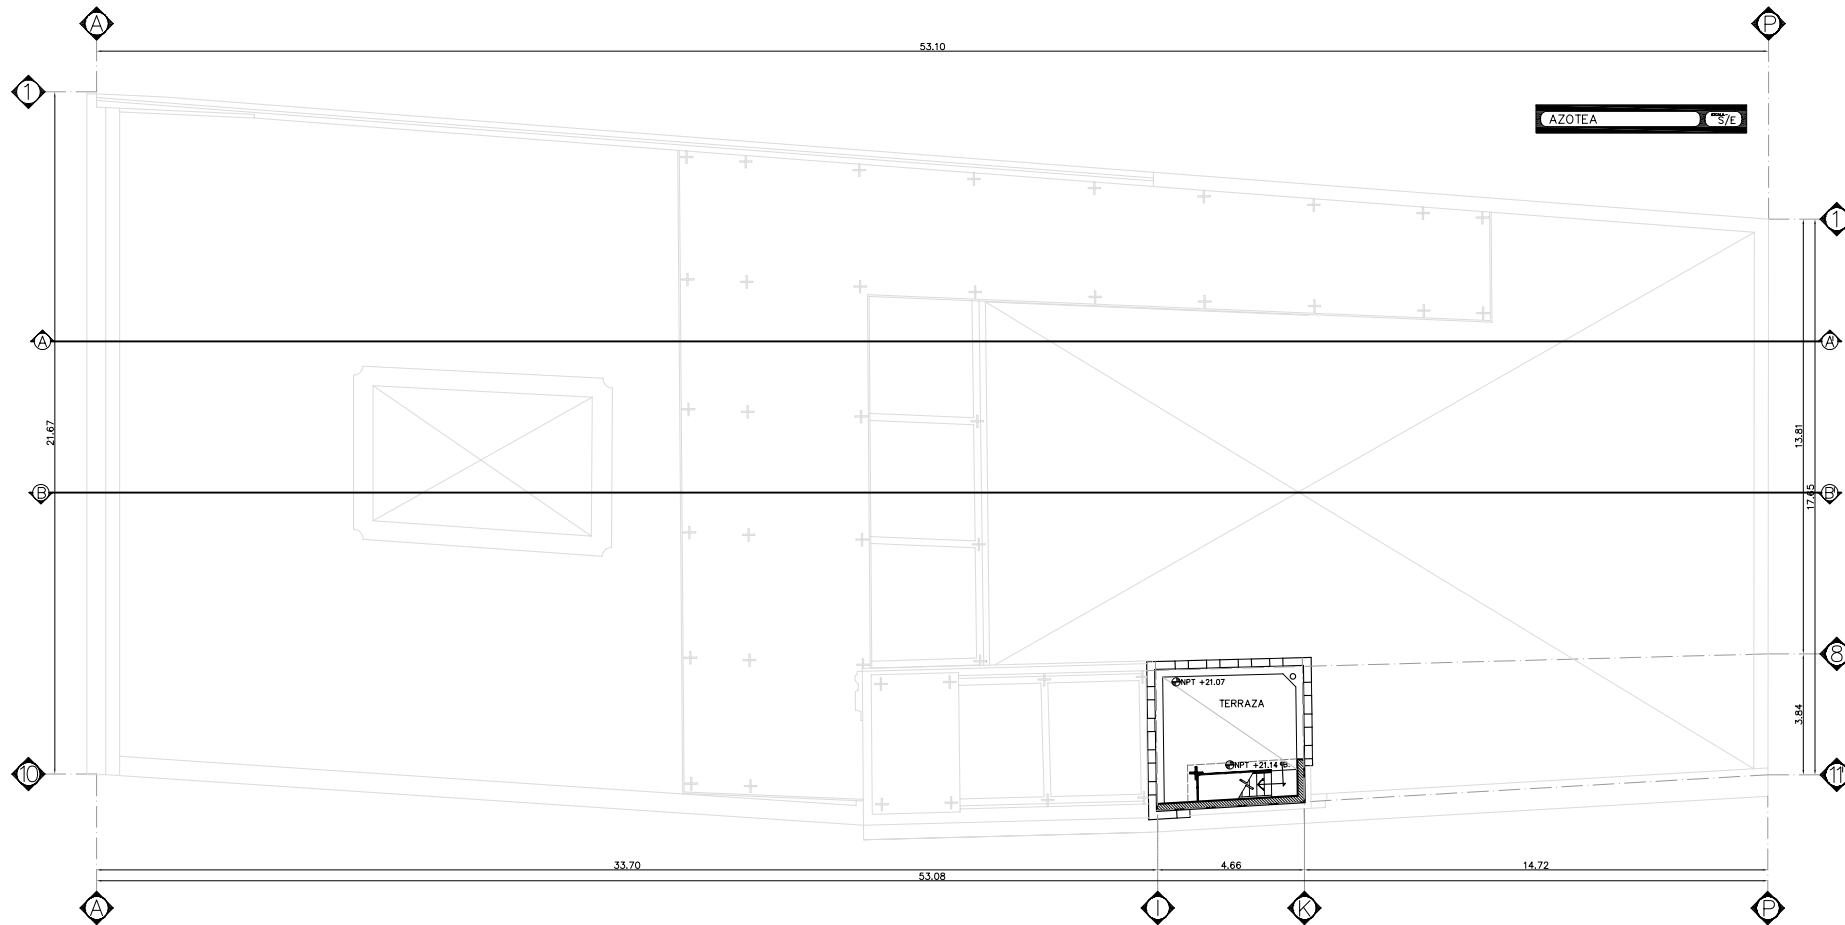 A
P
53.10
1
AZOTEA
S/E
1
A
A'
21.67
13.81
B
B'
17.65
8
NPT +21.07
TERRAZA
3.84
NPT +21.14
B.
10
11'
33.70
4.66
14.72
53.08
A
I
K
P